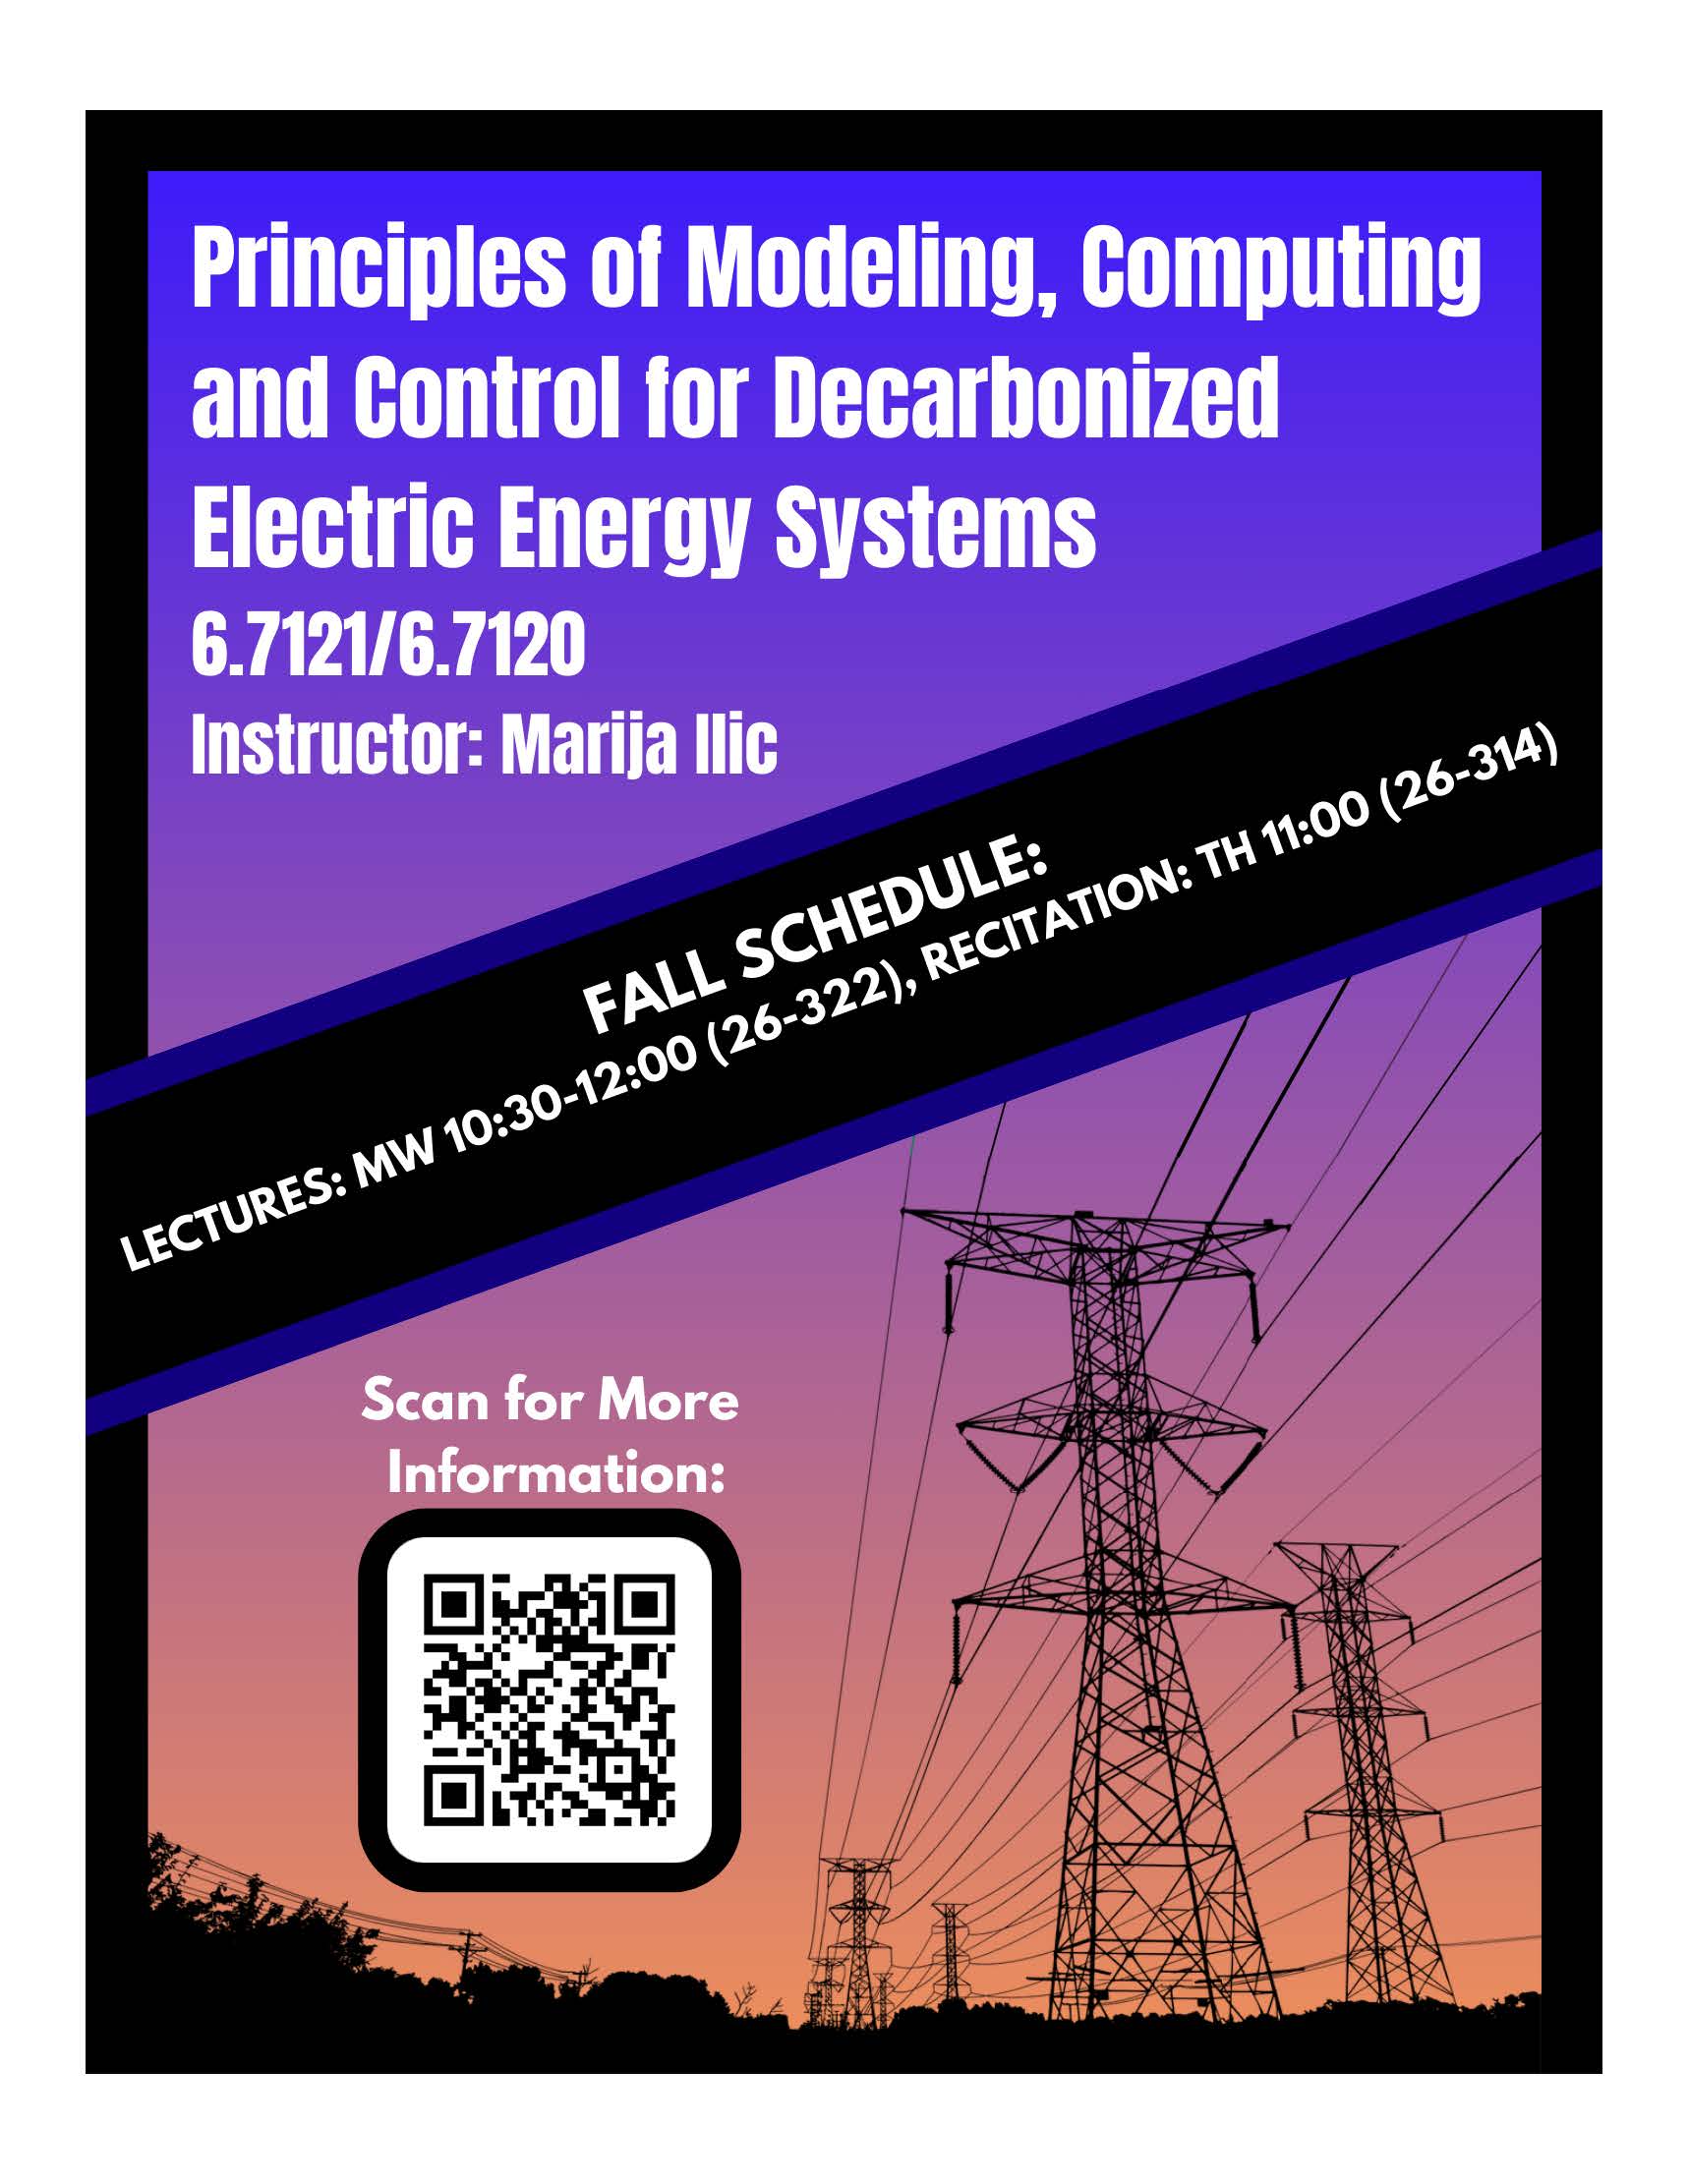 Principles of Modeling, Computing
and Control for Decarbonized
Electric Energy Systems
6.7121/6.7120
Instructor: Marija Ilic
FALL SCHEDULE:
LECTURES: MW 10:30-12:00 (26-322), RECITATION: TH 11:00 (26-314)
Scan for More
Information: